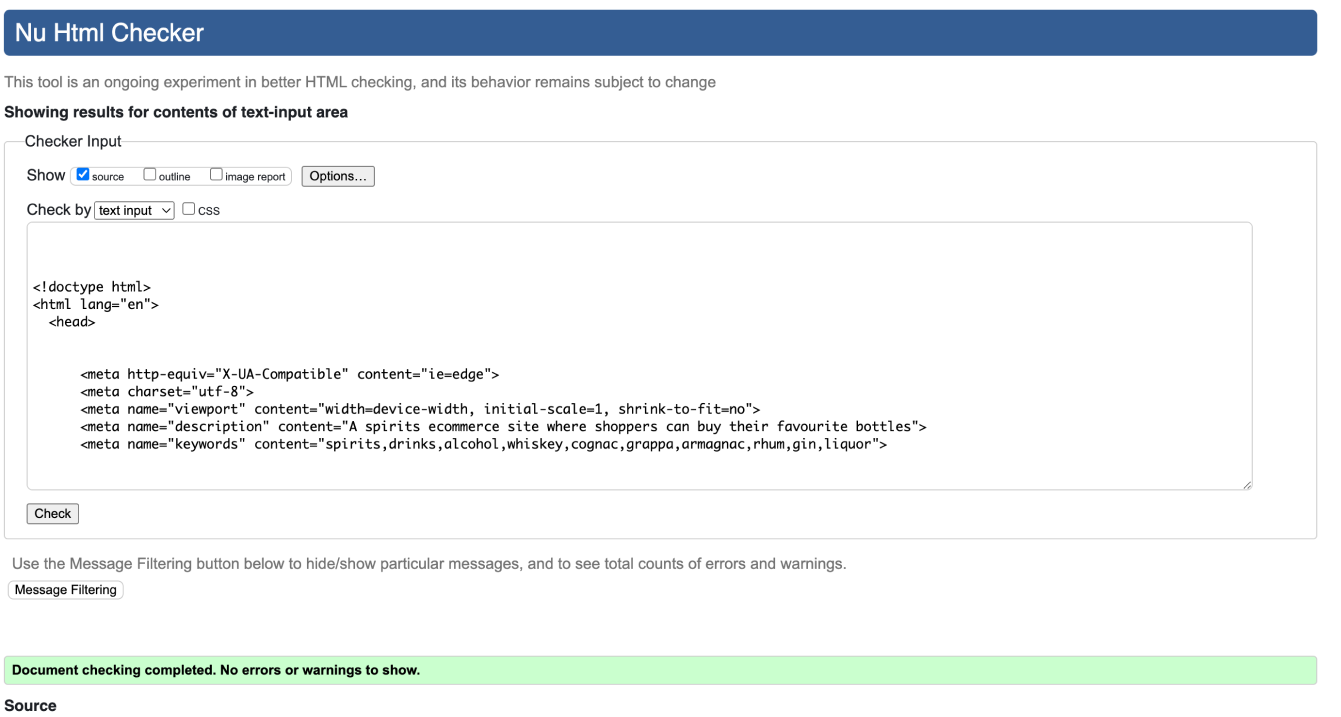 Nu Html Checker
This tool is an ongoing experiment in better HTML checking, and its behavior remains subject to change
Showing results for contents of text-input area
Checker Input
Show source outline image report Options...
Check by text input CSS
<!doctype html>
<html lang="en">
<head>
<meta http-equiv="X-UA-Compatible" content="ie=edge">
<meta charset="utf-8">
<meta name="viewport" content="width=device-width, initial-scale=1, shrink-to-fit=no">
<meta name="description" content="A spirits ecommerce site where shoppers can buy their favourite bottles">
<meta name="keywords" content="spirits,drinks,alcohol,whiskey,cognac,grappa,armagnac,rhum,gin,liquor">
Check
Use the Message Filtering button below to hide/show particular messages, and to see total counts of errors and warnings.
Message Filtering
Document checking completed. No errors or warnings to show.
Source